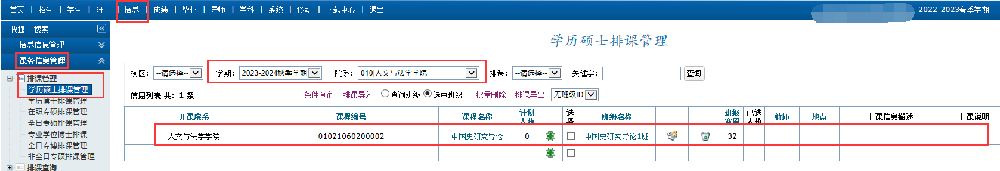 首页 | 招生 | 学生 | 研工 | 培养 | 成绩 | 毕业 | 导师 | 学科 | 系统 | 移动 | 下载中心 | 退出
2022-2023春季学期
快捷 搜索
培养信息管理
课务信息管理
排课管理
学历硕士排课管理
学历博士排课管理
在职专硕排课管理
全日专硕排课管理
专业学位博士排课
全日专博排课管理
非全日专硕排课管理
排课查询
学历硕士排课管理
校区： --请选择-- 学期： 2023-2024秋季学期 院系： 010|人文与法学学院 排课： --请选择-- 关键字： 查询
信息列表 共：1 条 条件查询 排课导入 查询班级 选中班级 批量删除 排课导出 无班级ID
开课院系 课程编号 课程名称 计划人数 选择 班级名称 班级容量 已选人数 教师 地点 上课信息描述 上课说明
人文与法学学院 01021060200002 中国史研究导论 0 中国史研究导论1班 32